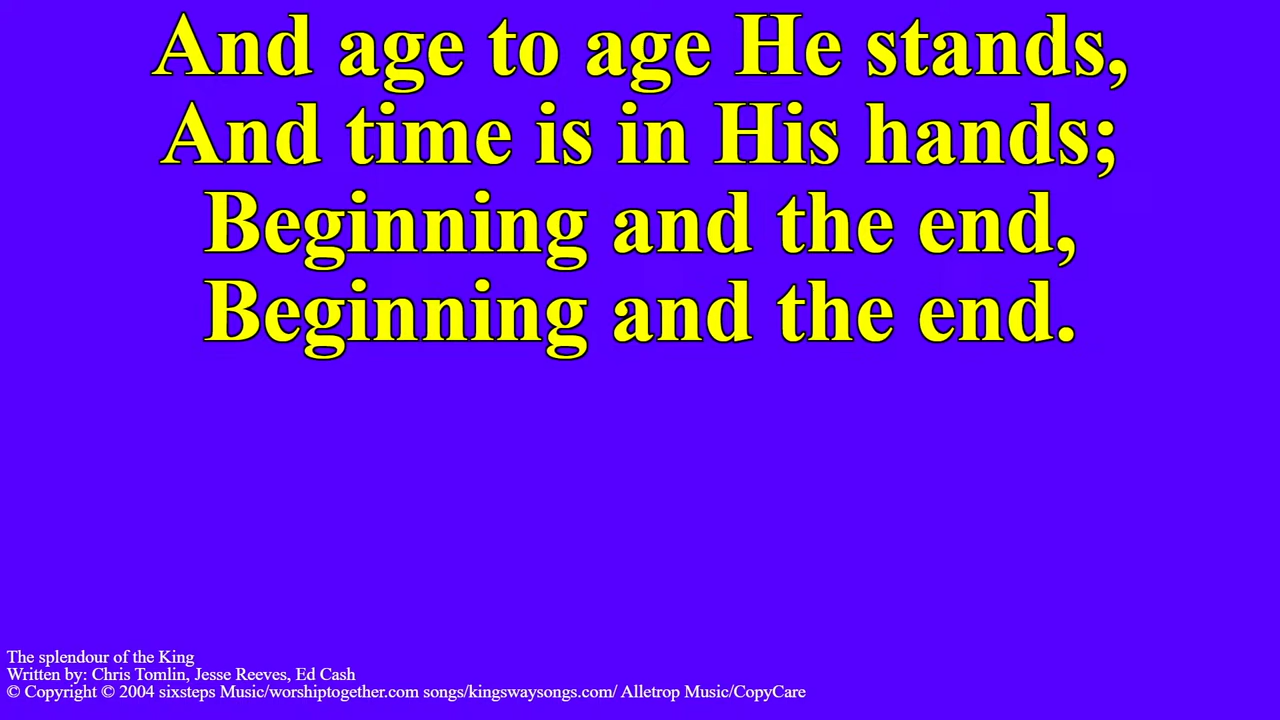 And age to age He stands,
And time is in His hands;
Beginning and the end,
Beginning and the end.
The splendour of the King
Written by: Chris Tomlin, Jesse Reeves, Ed Cash
© Copyright © 2004 sixsteps Music/worshiptogether.com songs/kingswaysongs.com/ Alletrop Music/CopyCare